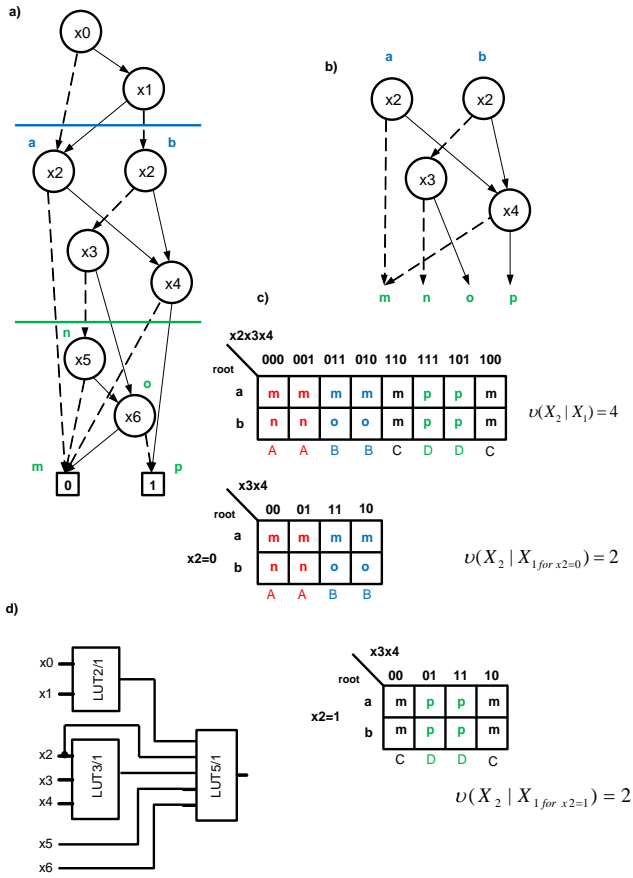 a)
x0
x1
a
b
x2
x2
x3
x4
n
x5
o
x6
m
p
0
1
b)
a
b
x2
x2
x3
x4
m n o p
c)
x2x3x4
root
000 001 011 010 110 111 101 100
a m m m m m p p m
b n n o o m p p m
A A B B C D D C
υ(X₂ | X₁) = 4
x3x4
root
00 01 11 10
x2=0
a m m m m
b n n o o
A A B B
υ(X₂ | X₁ for x2=0) = 2
d)
x0
x1
LUT2/1
x2
x3
x4
LUT3/1
LUT5/1
x5
x6
x3x4
root
00 01 11 10
x2=1
a m p p m
b m p p m
C D D C
υ(X₂ | X₁ for x2=1) = 2